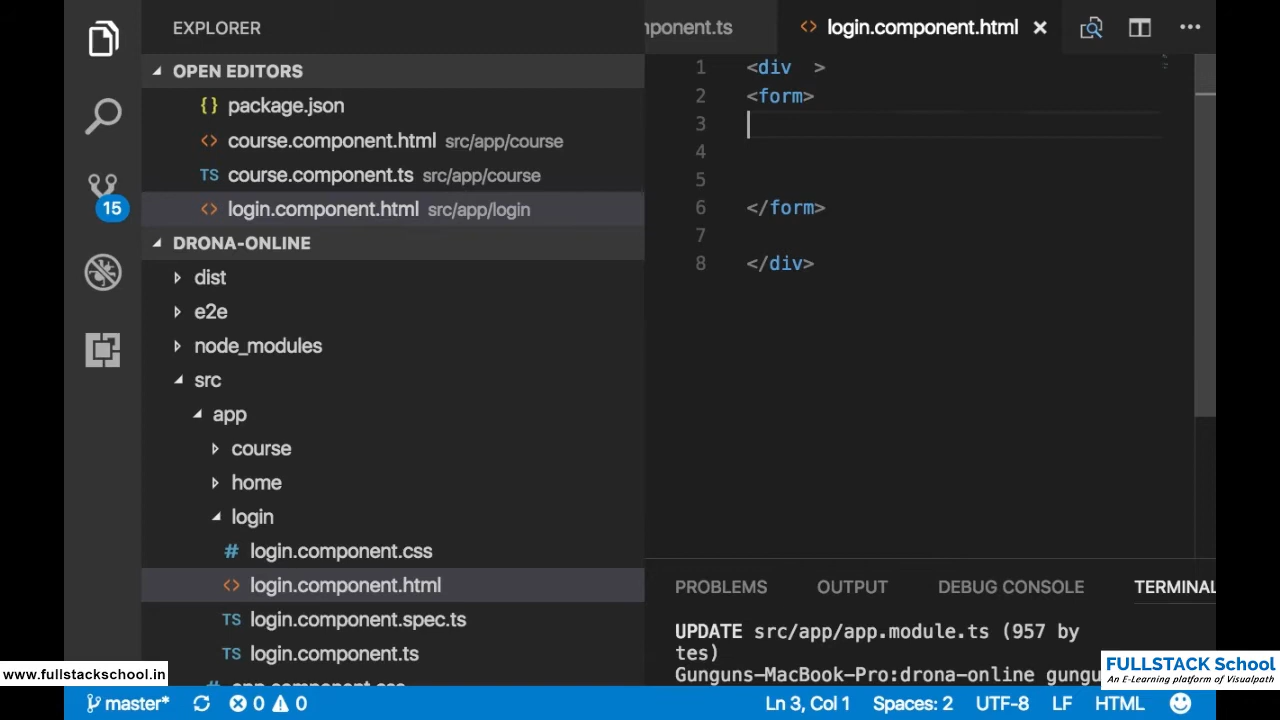 EXPLORER
OPEN EDITORS
{} package.json
<> course.component.html src/app/course
TS course.component.ts src/app/course
<> login.component.html src/app/login
DRONA-ONLINE
dist
e2e
node_modules
src
app
course
home
login
# login.component.css
<> login.component.html
TS login.component.spec.ts
TS login.component.ts
15
<> login.component.html ×
1 <div  >
2 <form>
3
4
5
6 </form>
7
8 </div>
PROBLEMS OUTPUT DEBUG CONSOLE TERMINAL
UPDATE src/app/app.module.ts (957 by
tes)
Gunguns-MacBook-Pro:drona-online
www.fullstackschool.in
FULLSTACK School
An E-Learning platform of Visualpath
master* 0 0 Ln 3, Col 1 Spaces: 2 UTF-8 LF HTML